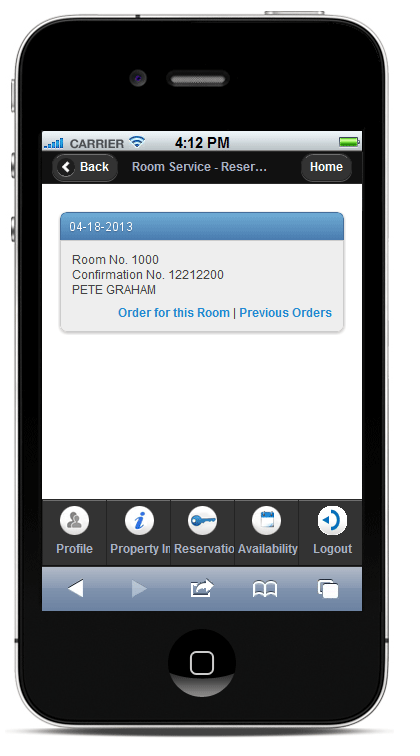 CARRIER 4:12 PM
Back Room Service - Reser... Home
04-18-2013
Room No. 1000
Confirmation No. 12212200
PETE GRAHAM
Order for this Room | Previous Orders
Profile Property In Reservatio Availability Logout